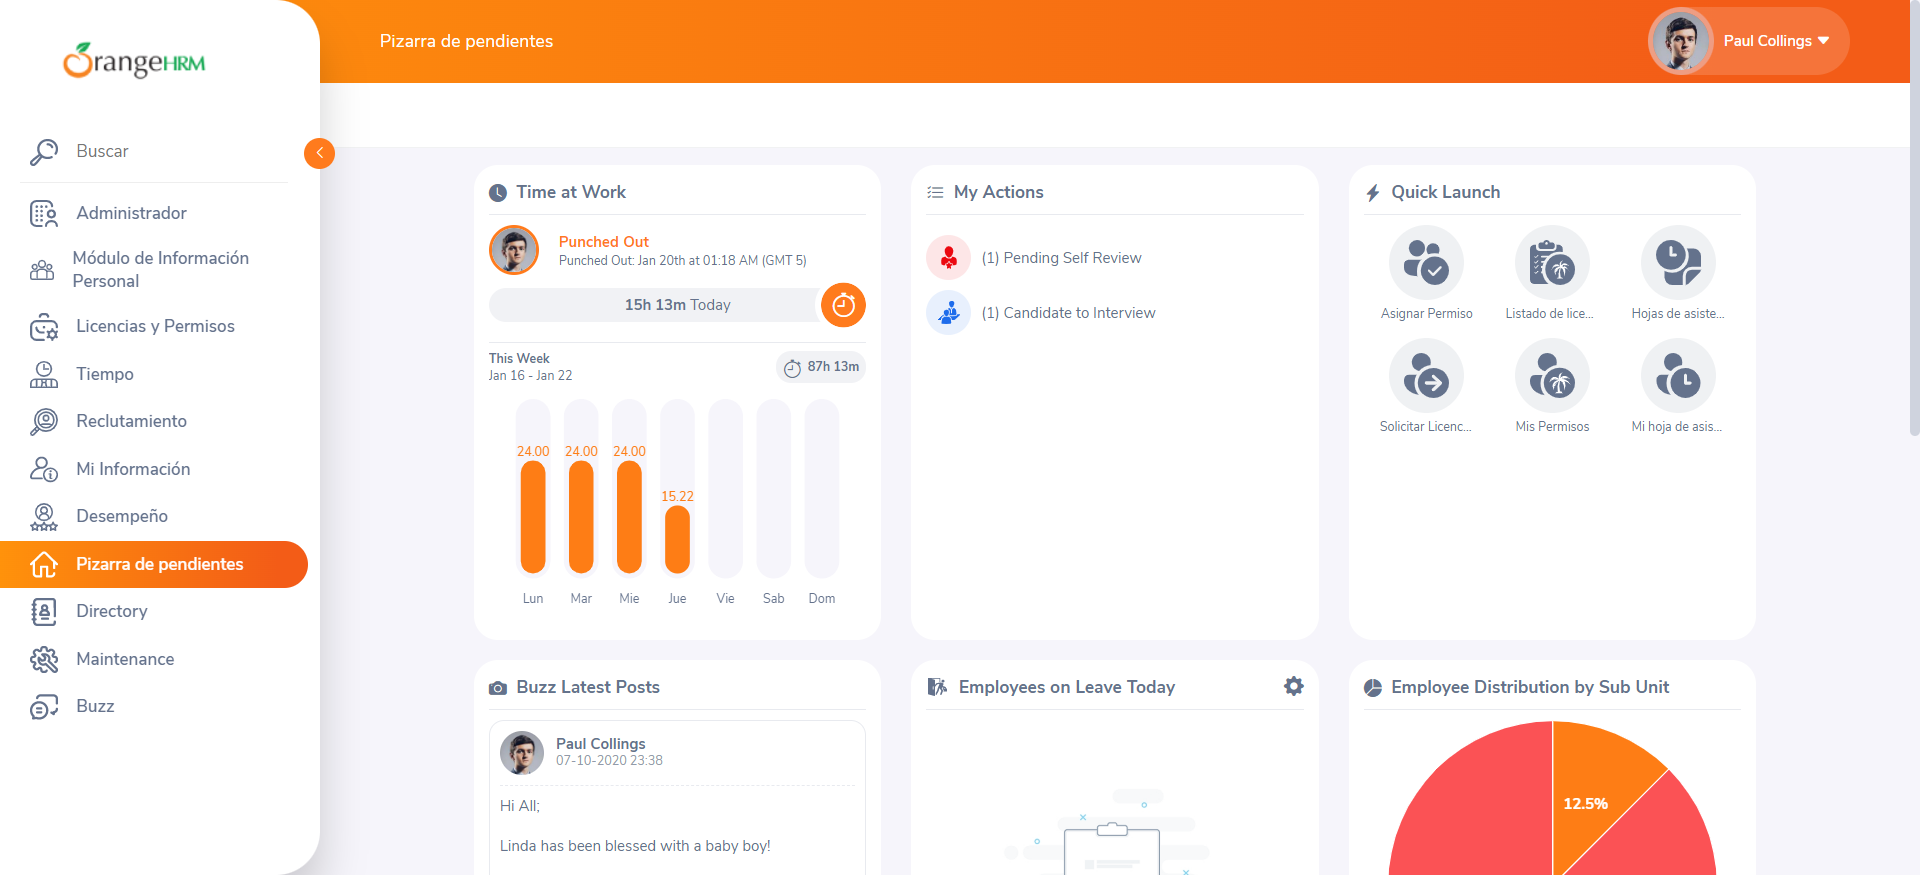 OrangeHRM
Pizarra de pendientes
Paul Collings
Buscar
Administrador
Módulo de Información
Personal
Licencias y Permisos
Tiempo
Reclutamiento
Mi Información
Desempeño
Pizarra de pendientes
Directory
Maintenance
Buzz
Time at Work
Punched Out
Punched Out: Jan 20th at 01:18 AM (GMT 5)
15h 13m Today
This Week
Jan 16 - Jan 22
87h 13m
24.00 24.00 24.00
15.22
Lun Mar Mie Jue Vie Sab Dom
My Actions
(1) Pending Self Review
(1) Candidate to Interview
Quick Launch
Asignar Permiso Listado de lice... Hojas de asiste...
Solicitar Licenc... Mis Permisos Mi hoja de asis...
Buzz Latest Posts
Paul Collings
07-10-2020 23:38
Hi All;
Linda has been blessed with a baby boy!
Employees on Leave Today
Employee Distribution by Sub Unit
12.5%